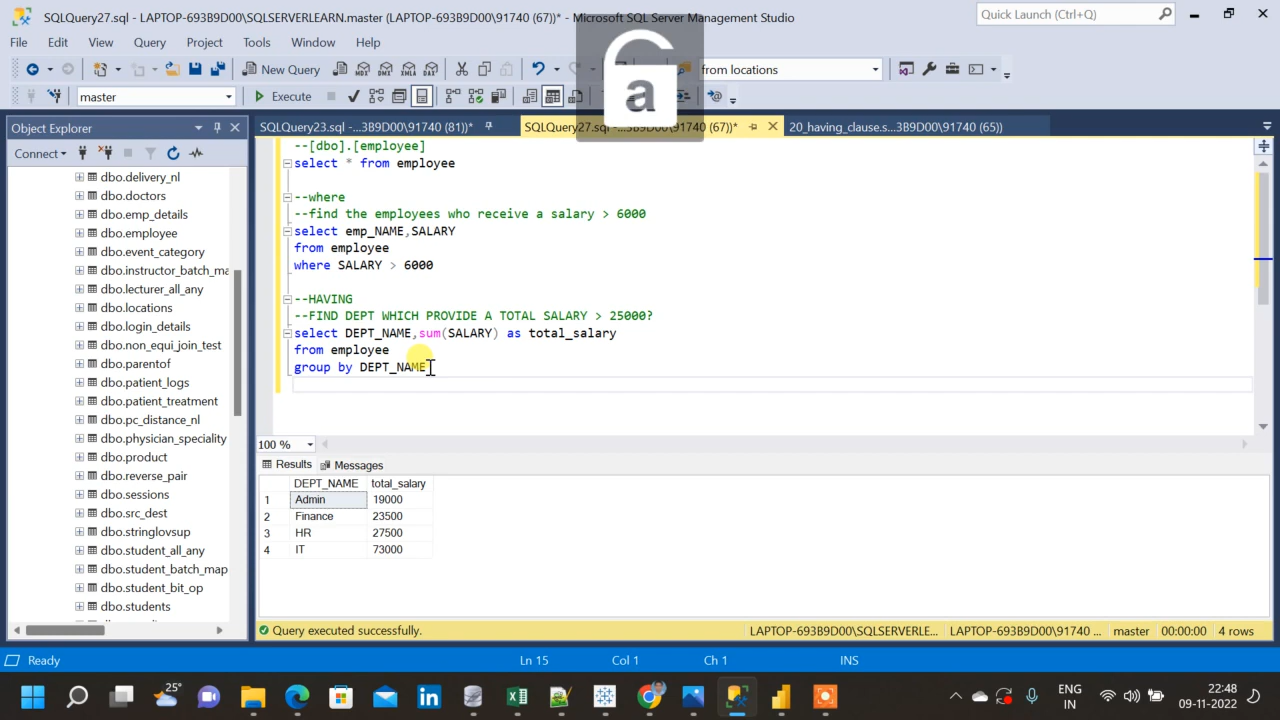 SQLQuery27.sql - LAPTOP-693B9D00\SQLSERVERLEARN.master (LAPTOP-693B9D00\91740 (67))* - Microsoft SQL Server Management Studio
Quick Launch (Ctrl+Q)
File Edit View Query Project Tools Window Help
New Query MDX DMX XMLA DAX
from locations
master
Execute
a
Object Explorer
SQLQuery23.sql -...3B9D00\91740 (81))*
SQLQuery27.sql -...3B9D00\91740 (67))*
20_having_clause.s...3B9D00\91740 (65))
Connect
dbo.delivery_nl
dbo.doctors
dbo.emp_details
dbo.employee
dbo.event_category
dbo.instructor_batch_ma
dbo.lecturer_all_any
dbo.locations
dbo.login_details
dbo.non_equi_join_test
dbo.parentof
dbo.patient_logs
dbo.patient_treatment
dbo.pc_distance_nl
dbo.physician_speciality
dbo.product
dbo.reverse_pair
dbo.sessions
dbo.src_dest
dbo.stringlovsup
dbo.student_all_any
dbo.student_batch_map
dbo.student_bit_op
dbo.students
--[dbo].[employee]
select * from employee
--where
--find the employees who receive a salary > 6000
select emp_NAME,SALARY
from employee
where SALARY > 6000
--HAVING
--FIND DEPT WHICH PROVIDE A TOTAL SALARY > 25000?
select DEPT_NAME,sum(SALARY) as total_salary
from employee
group by DEPT_NAME
100 %
Results Messages
DEPT_NAME total_salary
1 Admin 19000
2 Finance 23500
3 HR 27500
4 IT 73000
Query executed successfully.
LAPTOP-693B9D00\SQLSERVERLE... LAPTOP-693B9D00\91740 ... master 00:00:00 4 rows
Ready Ln 15 Col 1 Ch 1 INS
25°
ENG
IN
22:48
09-11-2022